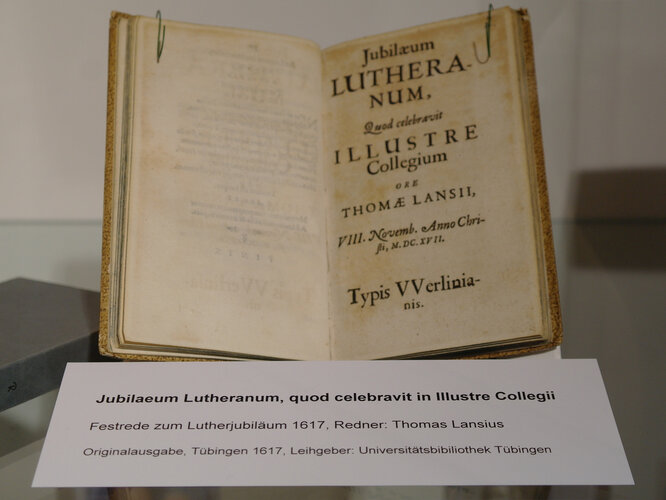 Jubilæum
LUTHERA-
NUM,
Quod celebravit
ILLUSTRE
Collegium
ORE
THOMÆ LANSII,
VIII. Novemb. Anno Chri-
sti, M.DC.XVII.
Typis VVerlinia-
nis.
Jubilaeum Lutheranum, quod celebravit in Illustre Collegii
Festrede zum Lutherjubiläum 1617, Redner: Thomas Lansius
Originalausgabe, Tübingen 1617, Leihgeber: Universitätsbibliothek Tübingen